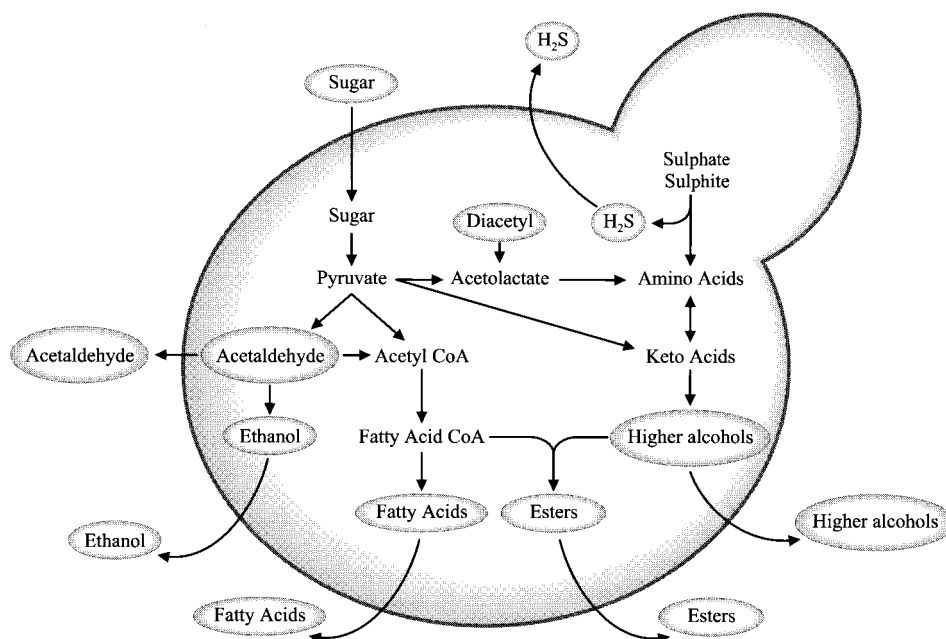 H₂S
Sugar
Sulphate
Sulphite
Sugar
Diacetyl
H₂S
Pyruvate
Acetolactate
Amino Acids
Acetaldehyde
Acetaldehyde
Acetyl CoA
Keto Acids
Ethanol
Fatty Acid CoA
Higher alcohols
Fatty Acids
Esters
Higher alcohols
Ethanol
Fatty Acids
Esters